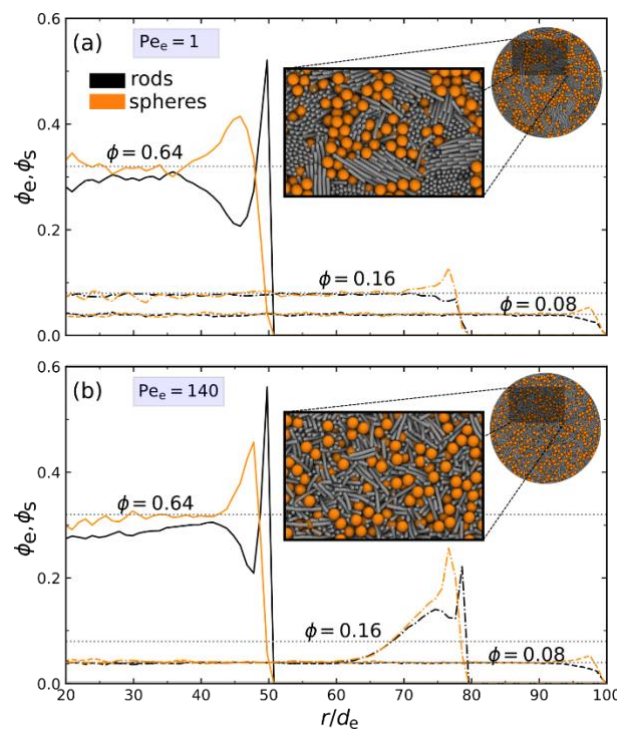 (a)
Pe_e = 1
rods
spheres
0.6
0.4
0.2
0.0
ϕ_e, ϕ_s
ϕ = 0.64
ϕ = 0.16
ϕ = 0.08
(b)
Pe_e = 140
0.6
0.4
0.2
0.0
ϕ_e, ϕ_s
ϕ = 0.64
ϕ = 0.16
ϕ = 0.08
20 30 40 50 60 70 80 90 100
r/d_e